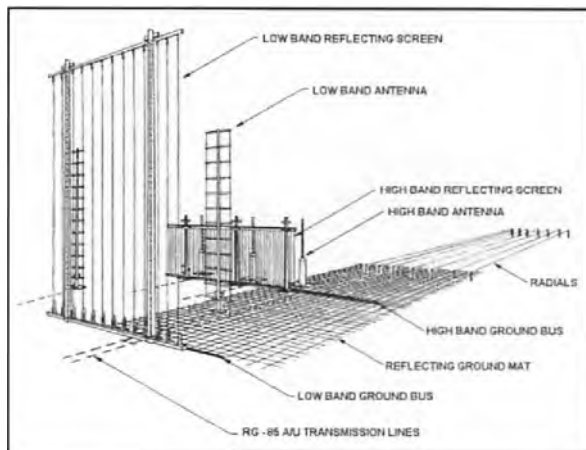 LOW BAND REFLECTING SCREEN
LOW BAND ANTENNA
HIGH BAND REFLECTING SCREEN
HIGH BAND ANTENNA
RADIALS
HIGH BAND GROUND BUS
REFLECTING GROUND MAT
LOW BAND GROUND BUS
RG - 85 A/U TRANSMISSION LINES